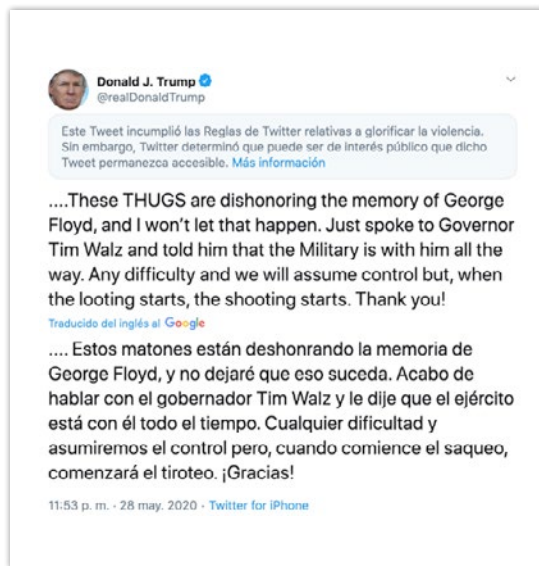 Donald J. Trump
@realDonaldTrump
Este Tweet incumplió las Reglas de Twitter relativas a glorificar la violencia.
Sin embargo, Twitter determinó que puede ser de interés público que dicho
Tweet permanezca accesible. Más información
....These THUGS are dishonoring the memory of George
Floyd, and I won't let that happen. Just spoke to Governor
Tim Walz and told him that the Military is with him all the
way. Any difficulty and we will assume control but, when
the looting starts, the shooting starts. Thank you!
Traducido del inglés al Google
.... Estos matones están deshonrando la memoria de
George Floyd, y no dejaré que eso suceda. Acabo de
hablar con el gobernador Tim Walz y le dije que el ejército
está con él todo el tiempo. Cualquier dificultad y
asumiremos el control pero, cuando comience el saqueo,
comenzará el tiroteo. ¡Gracias!
11:53 p. m. · 28 may. 2020 · Twitter for iPhone